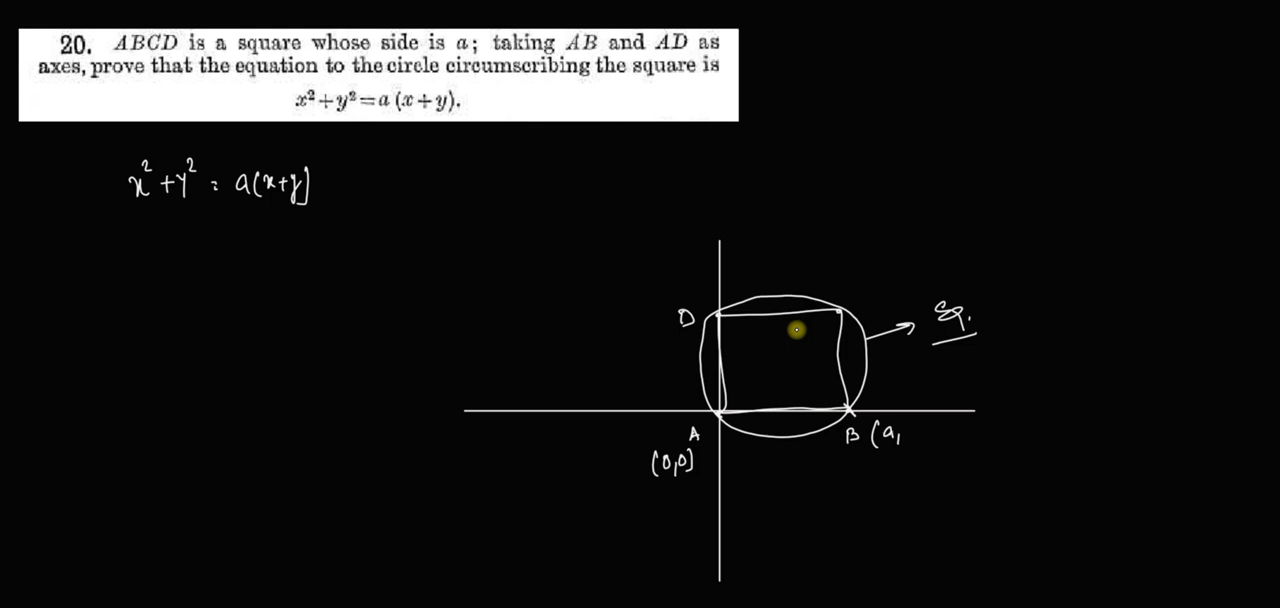 20. ABCD is a square whose side is a; taking AB and AD as
axes, prove that the equation to the circle circumscribing the square is
x²+y²=a (x+y).
x²+y² = a(x+y)
D
Eq.
A
B (a,
(0,0)